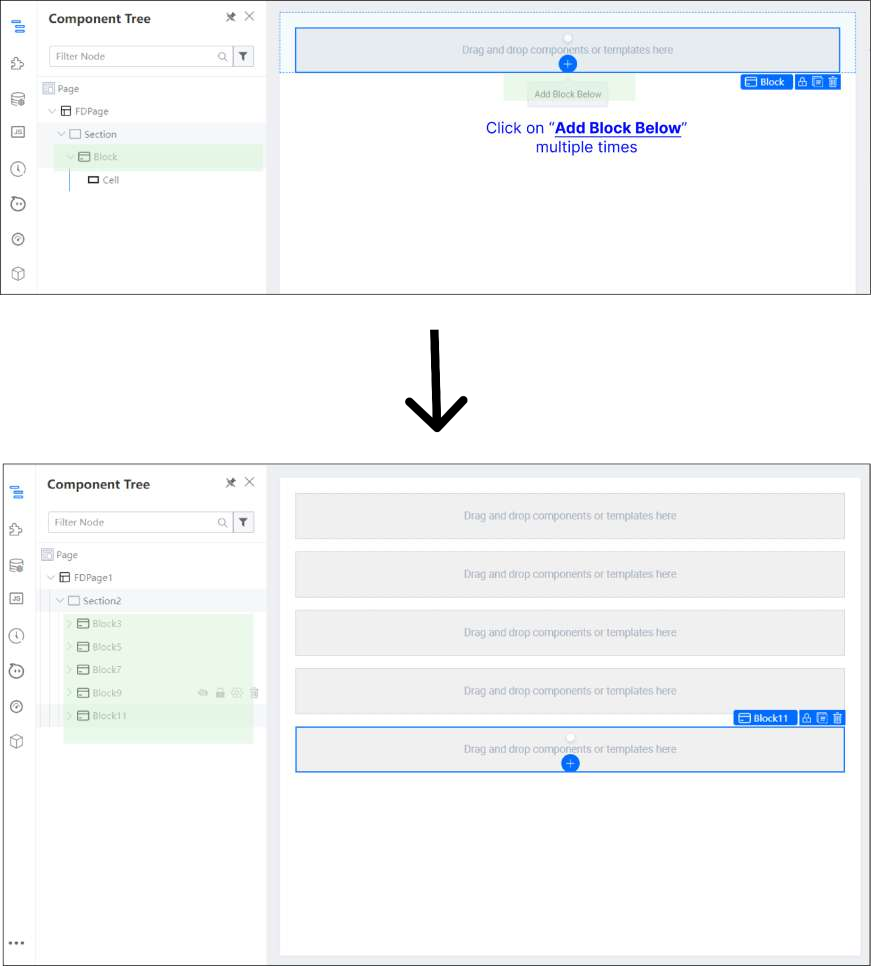 Component Tree
Filter Node
Page
FDPage
Section
Block
Cell
Drag and drop components or templates here
Block
Add Block Below
Click on “Add Block Below”
multiple times
JS
Component Tree
Filter Node
Page
FDPage1
Section2
Block3
Block5
Block7
Block9
Block11
JS
Drag and drop components or templates here
Drag and drop components or templates here
Drag and drop components or templates here
Drag and drop components or templates here
Block11
Drag and drop components or templates here